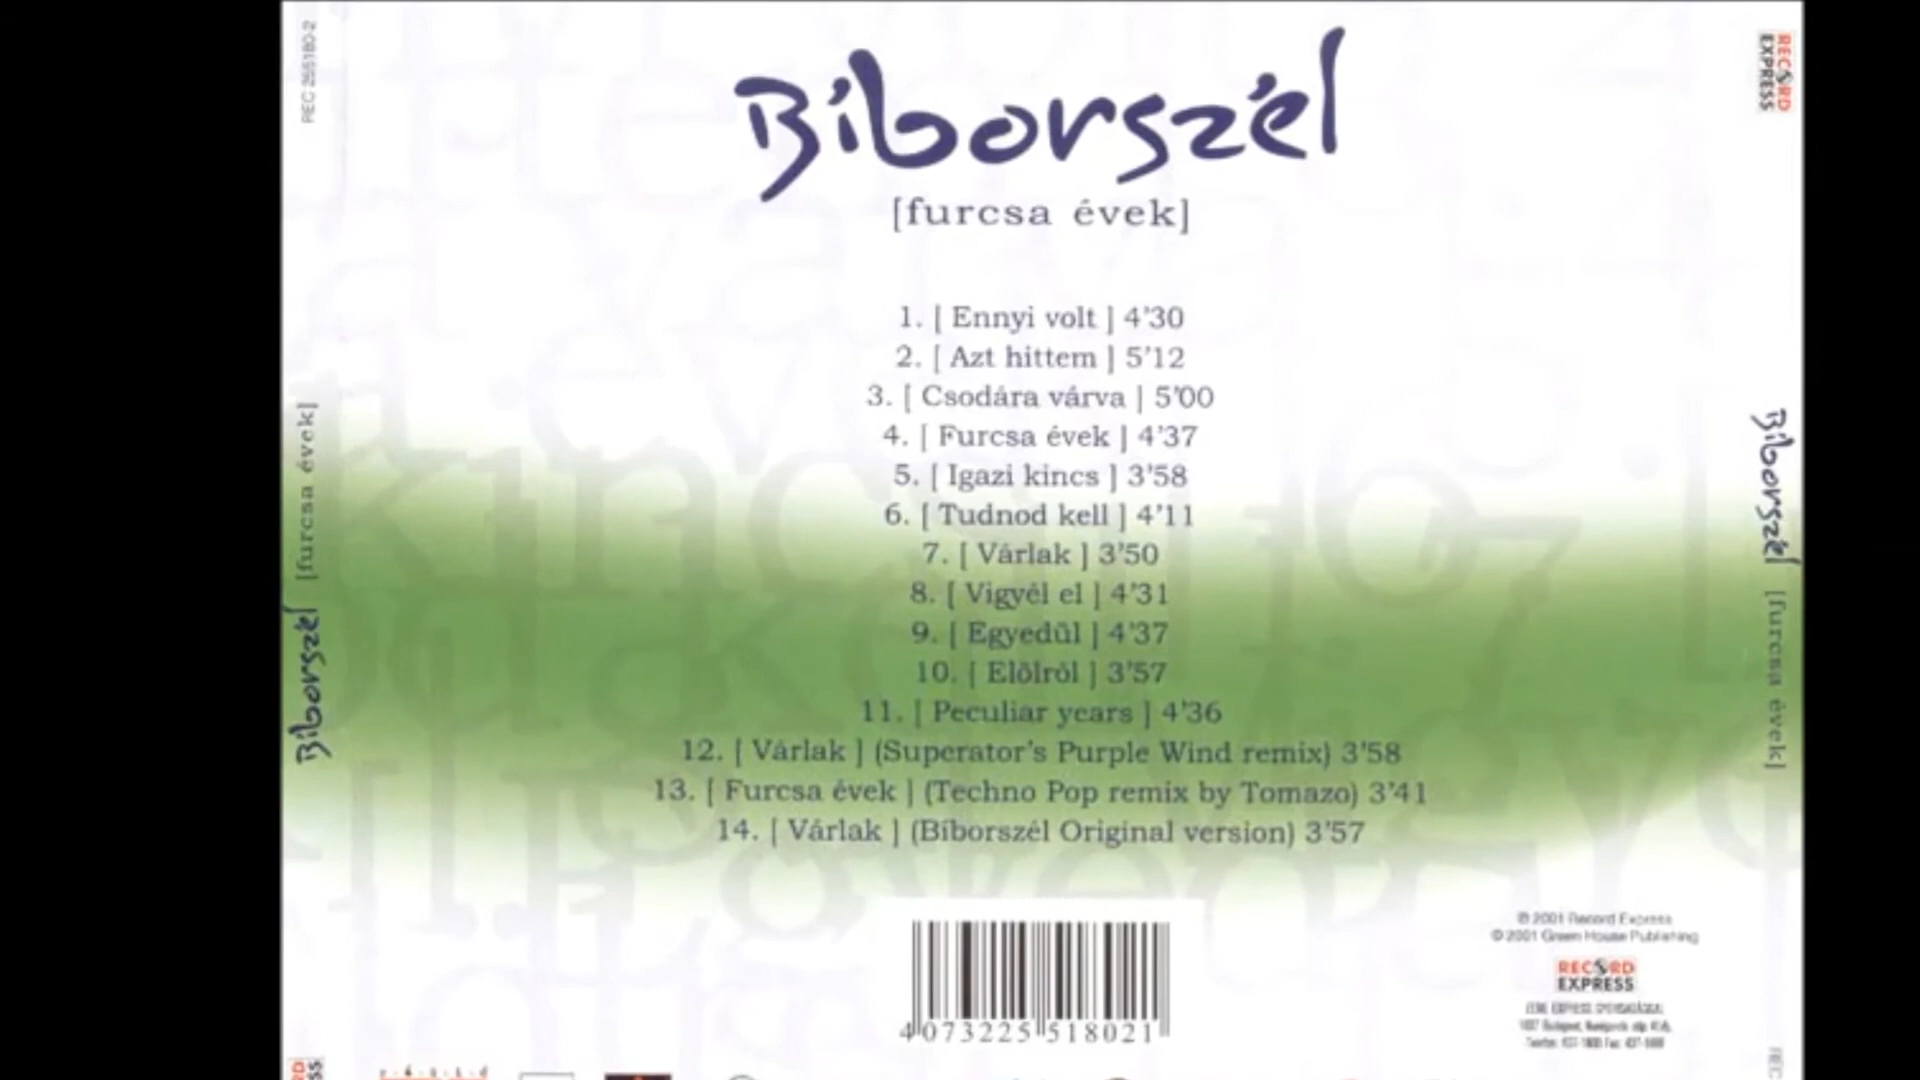 REC 255180-2
RECORD
EXPRESS
Bíborszél
[furcsa évek]
1. [ Ennyi volt ] 4'30
2. [ Azt hittem ] 5'12
3. [ Csodára várva ] 5'00
4. [ Furcsa évek ] 4'37
5. [ Igazi kincs ] 3'58
6. [ Tudnod kell ] 4'11
7. [ Várlak ] 3'50
8. [ Vigyél el ] 4'31
9. [ Egyedül ] 4'37
10. [ Elölről ] 3'57
11. [ Peculiar years ] 4'36
12. [ Várlak ] (Superator's Purple Wind remix) 3'58
13. [ Furcsa évek ] (Techno Pop remix by Tomazo) 3'41
14. [ Várlak ] (Bíborszél Original version) 3'57
Bíborszél [furcsa évek]
Bíborszél [furcsa évek]
℗ 2001 Record Express
© 2001 Green House Publishing
RECORD
EXPRESS
4 073225 518021